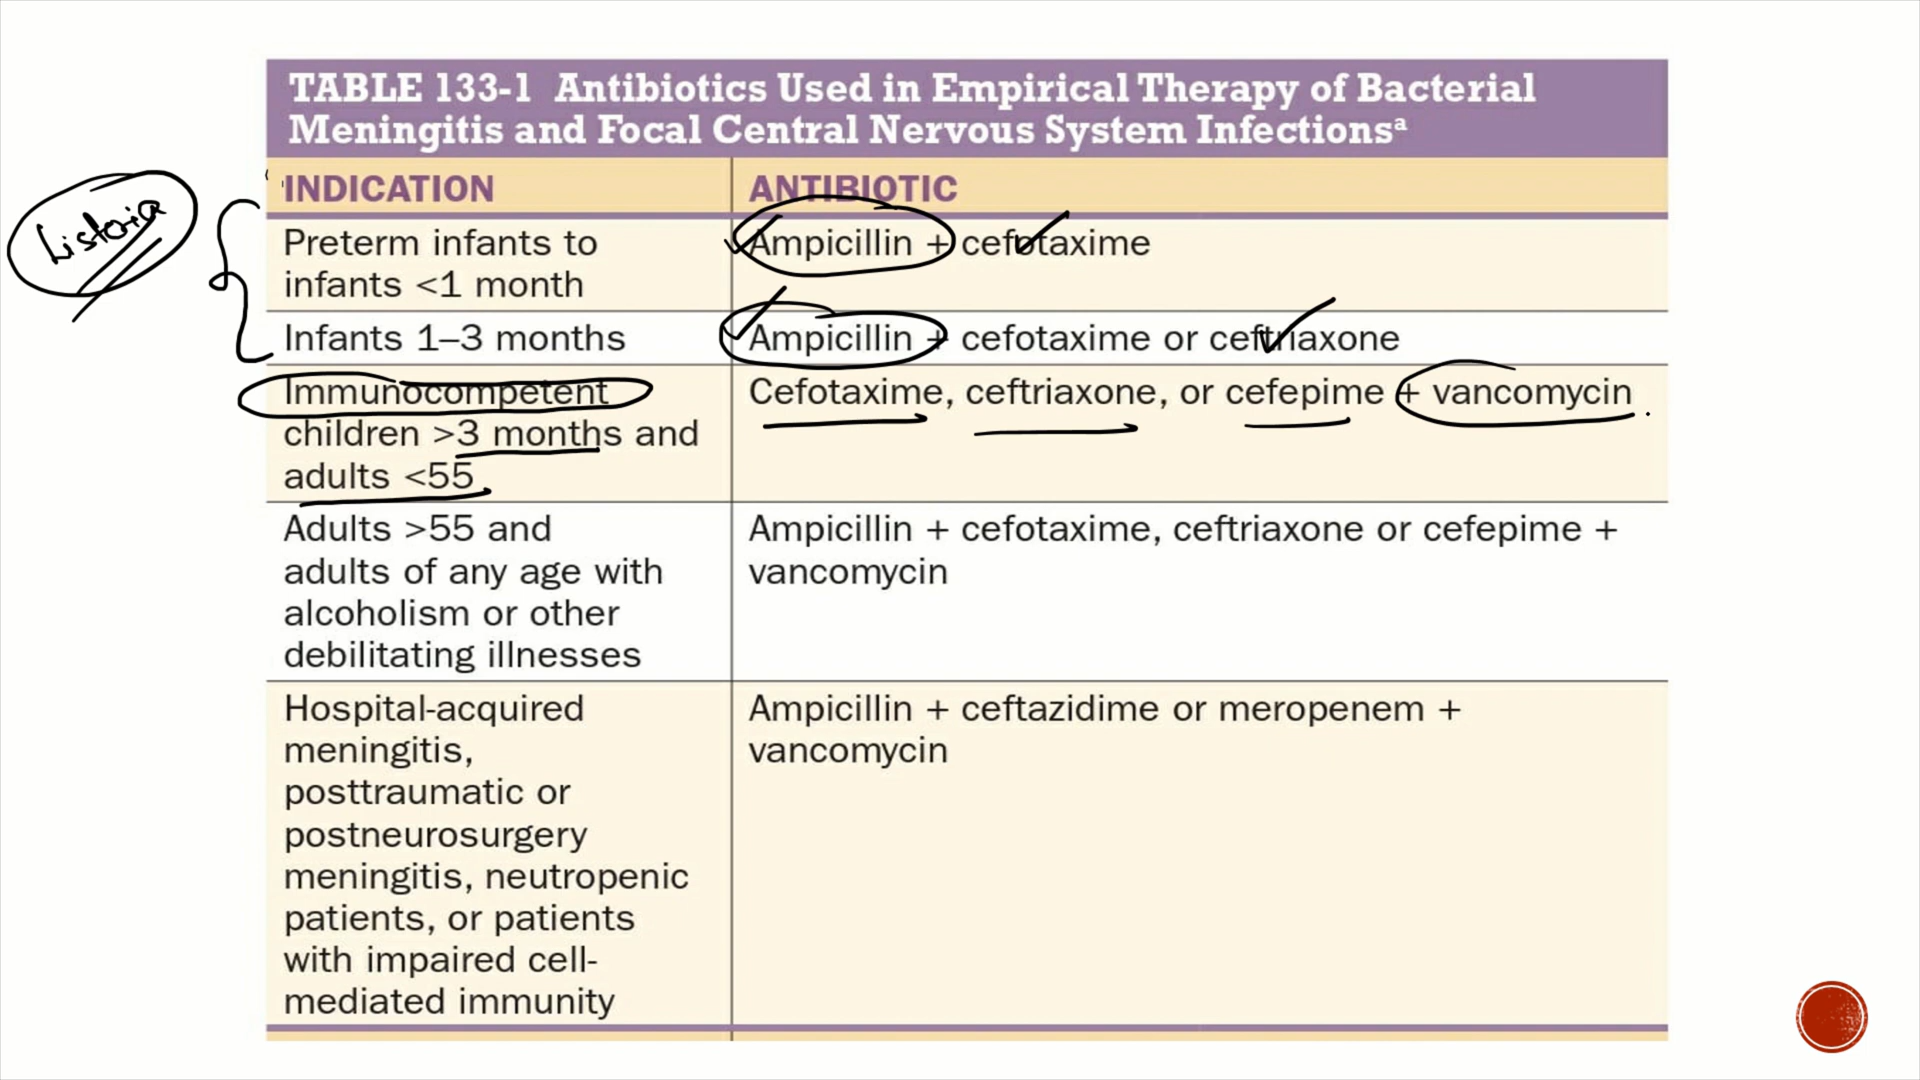 TABLE 133-1 Antibiotics Used in Empirical Therapy of Bacterial
Meningitis and Focal Central Nervous System Infectionsᵃ
Listeria
INDICATION
ANTIBIOTIC
Preterm infants to
infants <1 month
Ampicillin + cefotaxime
Infants 1–3 months
Ampicillin + cefotaxime or ceftriaxone
Immunocompetent
children >3 months and
adults <55
Cefotaxime, ceftriaxone, or cefepime + vancomycin
Adults >55 and
adults of any age with
alcoholism or other
debilitating illnesses
Ampicillin + cefotaxime, ceftriaxone or cefepime +
vancomycin
Hospital-acquired
meningitis,
posttraumatic or
postneurosurgery
meningitis, neutropenic
patients, or patients
with impaired cell-
mediated immunity
Ampicillin + ceftazidime or meropenem +
vancomycin